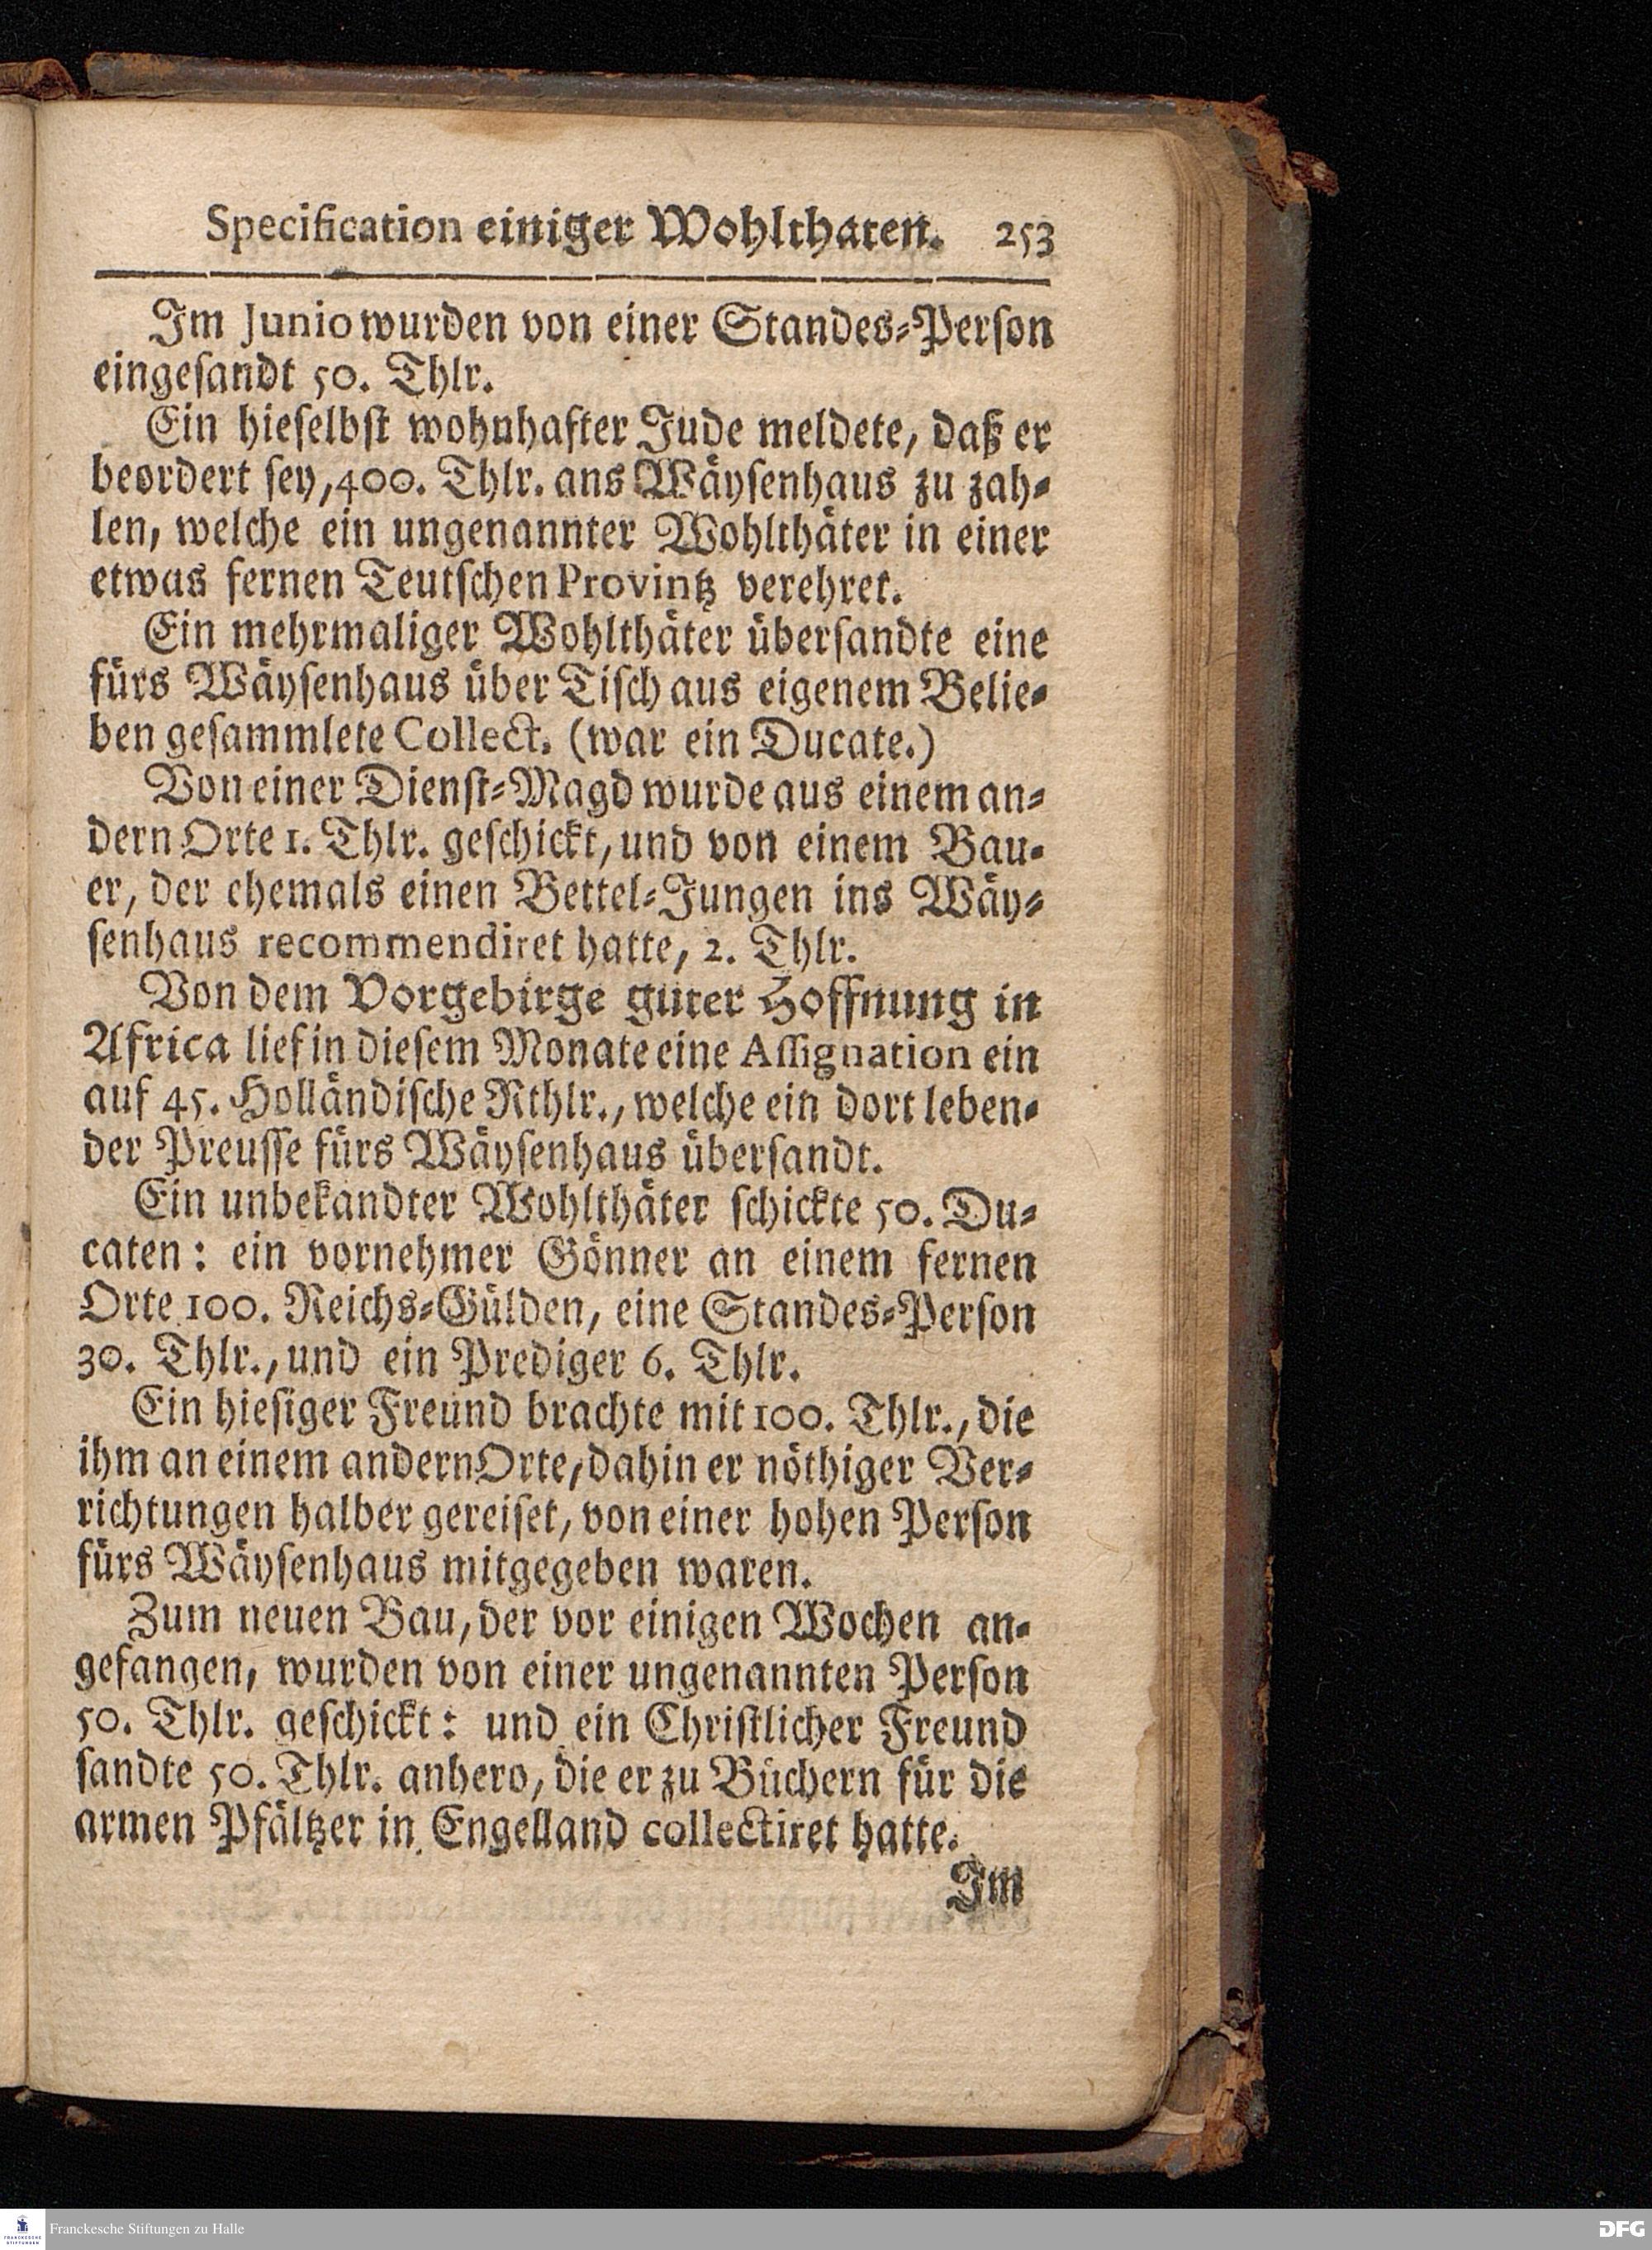 Specification einiger Wohlthaten. 253
Im Junio wurden von einer Standes-Person
eingesandt 50. Thlr.
Ein hieselbst wohnhafter Jude meldete, daß er
beordert sey, 400. Thlr. ans Wäysenhaus zu zah-
len, welche ein ungenannter Wohlthäter in einer
etwas fernen Teutschen Provintz verehret.
Ein mehrmaliger Wohlthäter übersandte eine
fürs Wäysenhaus über Tisch aus eigenem Belie-
ben gesammlete Collect. (war ein Ducate.)
Von einer Dienst-Magd wurde aus einem an-
dern Orte 1. Thlr. geschickt, und von einem Bau-
er, der ehemals einen Bettel-Jungen ins Wäy-
senhaus recommendiret hatte, 2. Thlr.
Von dem Vorgebirge guter Hoffnung in
Africa lief in diesem Monate eine Assignation ein
auf 45. Holländische Rthlr., welche ein dort leben-
der Preusse fürs Wäysenhaus übersandt.
Ein unbekandter Wohlthäter schickte 50. Du-
caten: ein vornehmer Gönner an einem fernen
Orte 100. Reichs-Gülden, eine Standes-Person
30. Thlr., und ein Prediger 6. Thlr.
Ein hiesiger Freund brachte mit 100. Thlr., die
ihm an einem andern Orte, dahin er nöthiger Ver-
richtungen halber gereiset, von einer hohen Person
fürs Wäysenhaus mitgegeben waren.
Zum neuen Bau, der vor einigen Wochen an-
gefangen, wurden von einer ungenannten Person
50. Thlr. geschickt: und ein Christlicher Freund
sandte 50. Thlr. anhero, die er zu Büchern für die
armen Pfältzer in Engelland collectiret hatte.
Im
Franckesche Stiftungen zu Halle
FRANCKESCHE
STIFTUNGEN
DFG